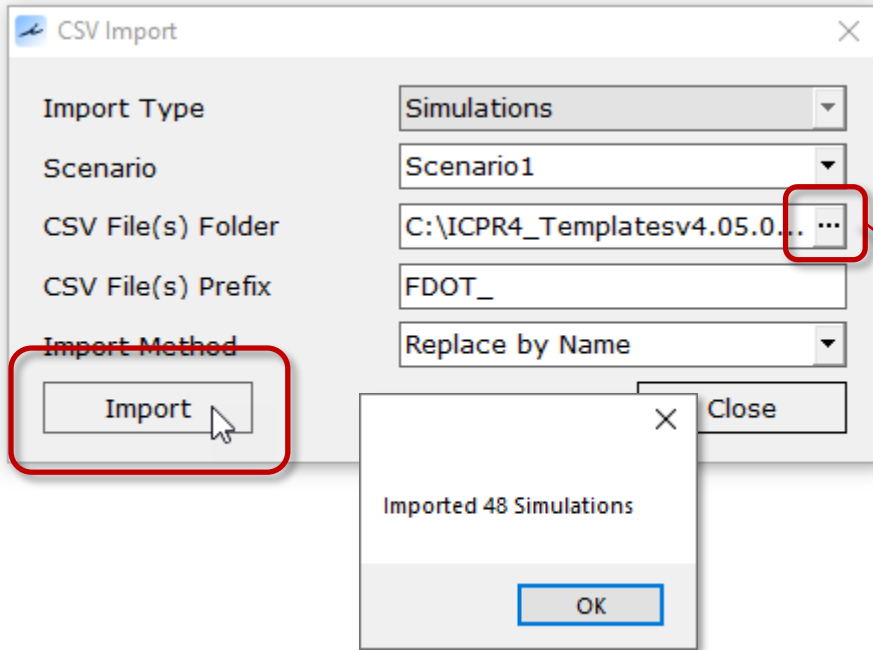 CSV Import
Import Type Simulations
Scenario Scenario1
CSV File(s) Folder C:\ICPR4_Templatesv4.05.0... ...
CSV File(s) Prefix FDOT_
Import Method Replace by Name
Import Close
Imported 48 Simulations
OK